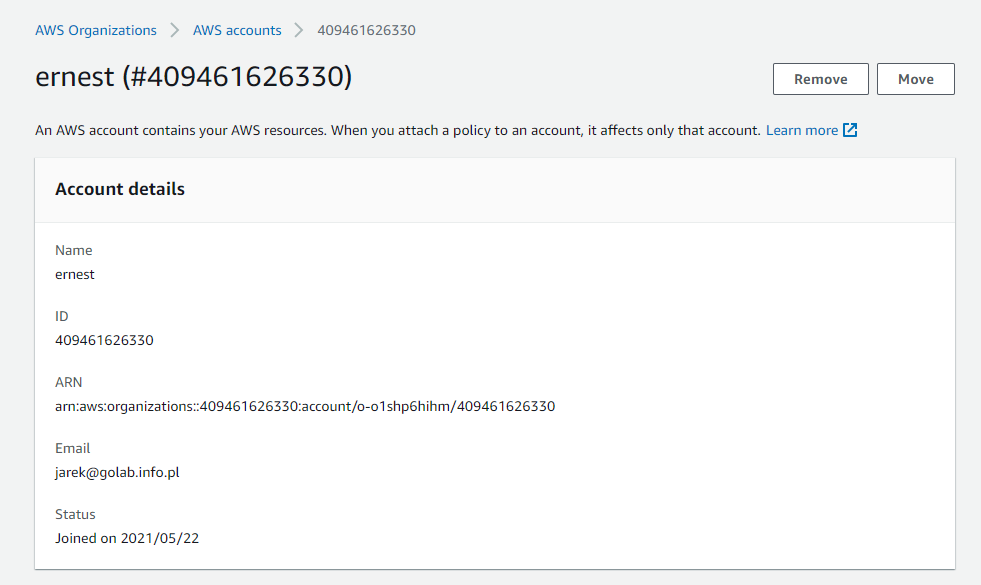 AWS Organizations > AWS accounts > 409461626330
ernest (#409461626330)
Remove Move
An AWS account contains your AWS resources. When you attach a policy to an account, it affects only that account. Learn more
Account details
Name
ernest
ID
409461626330
ARN
arn:aws:organizations::409461626330:account/o-o1shp6hihm/409461626330
Email
jarek@golab.info.pl
Status
Joined on 2021/05/22